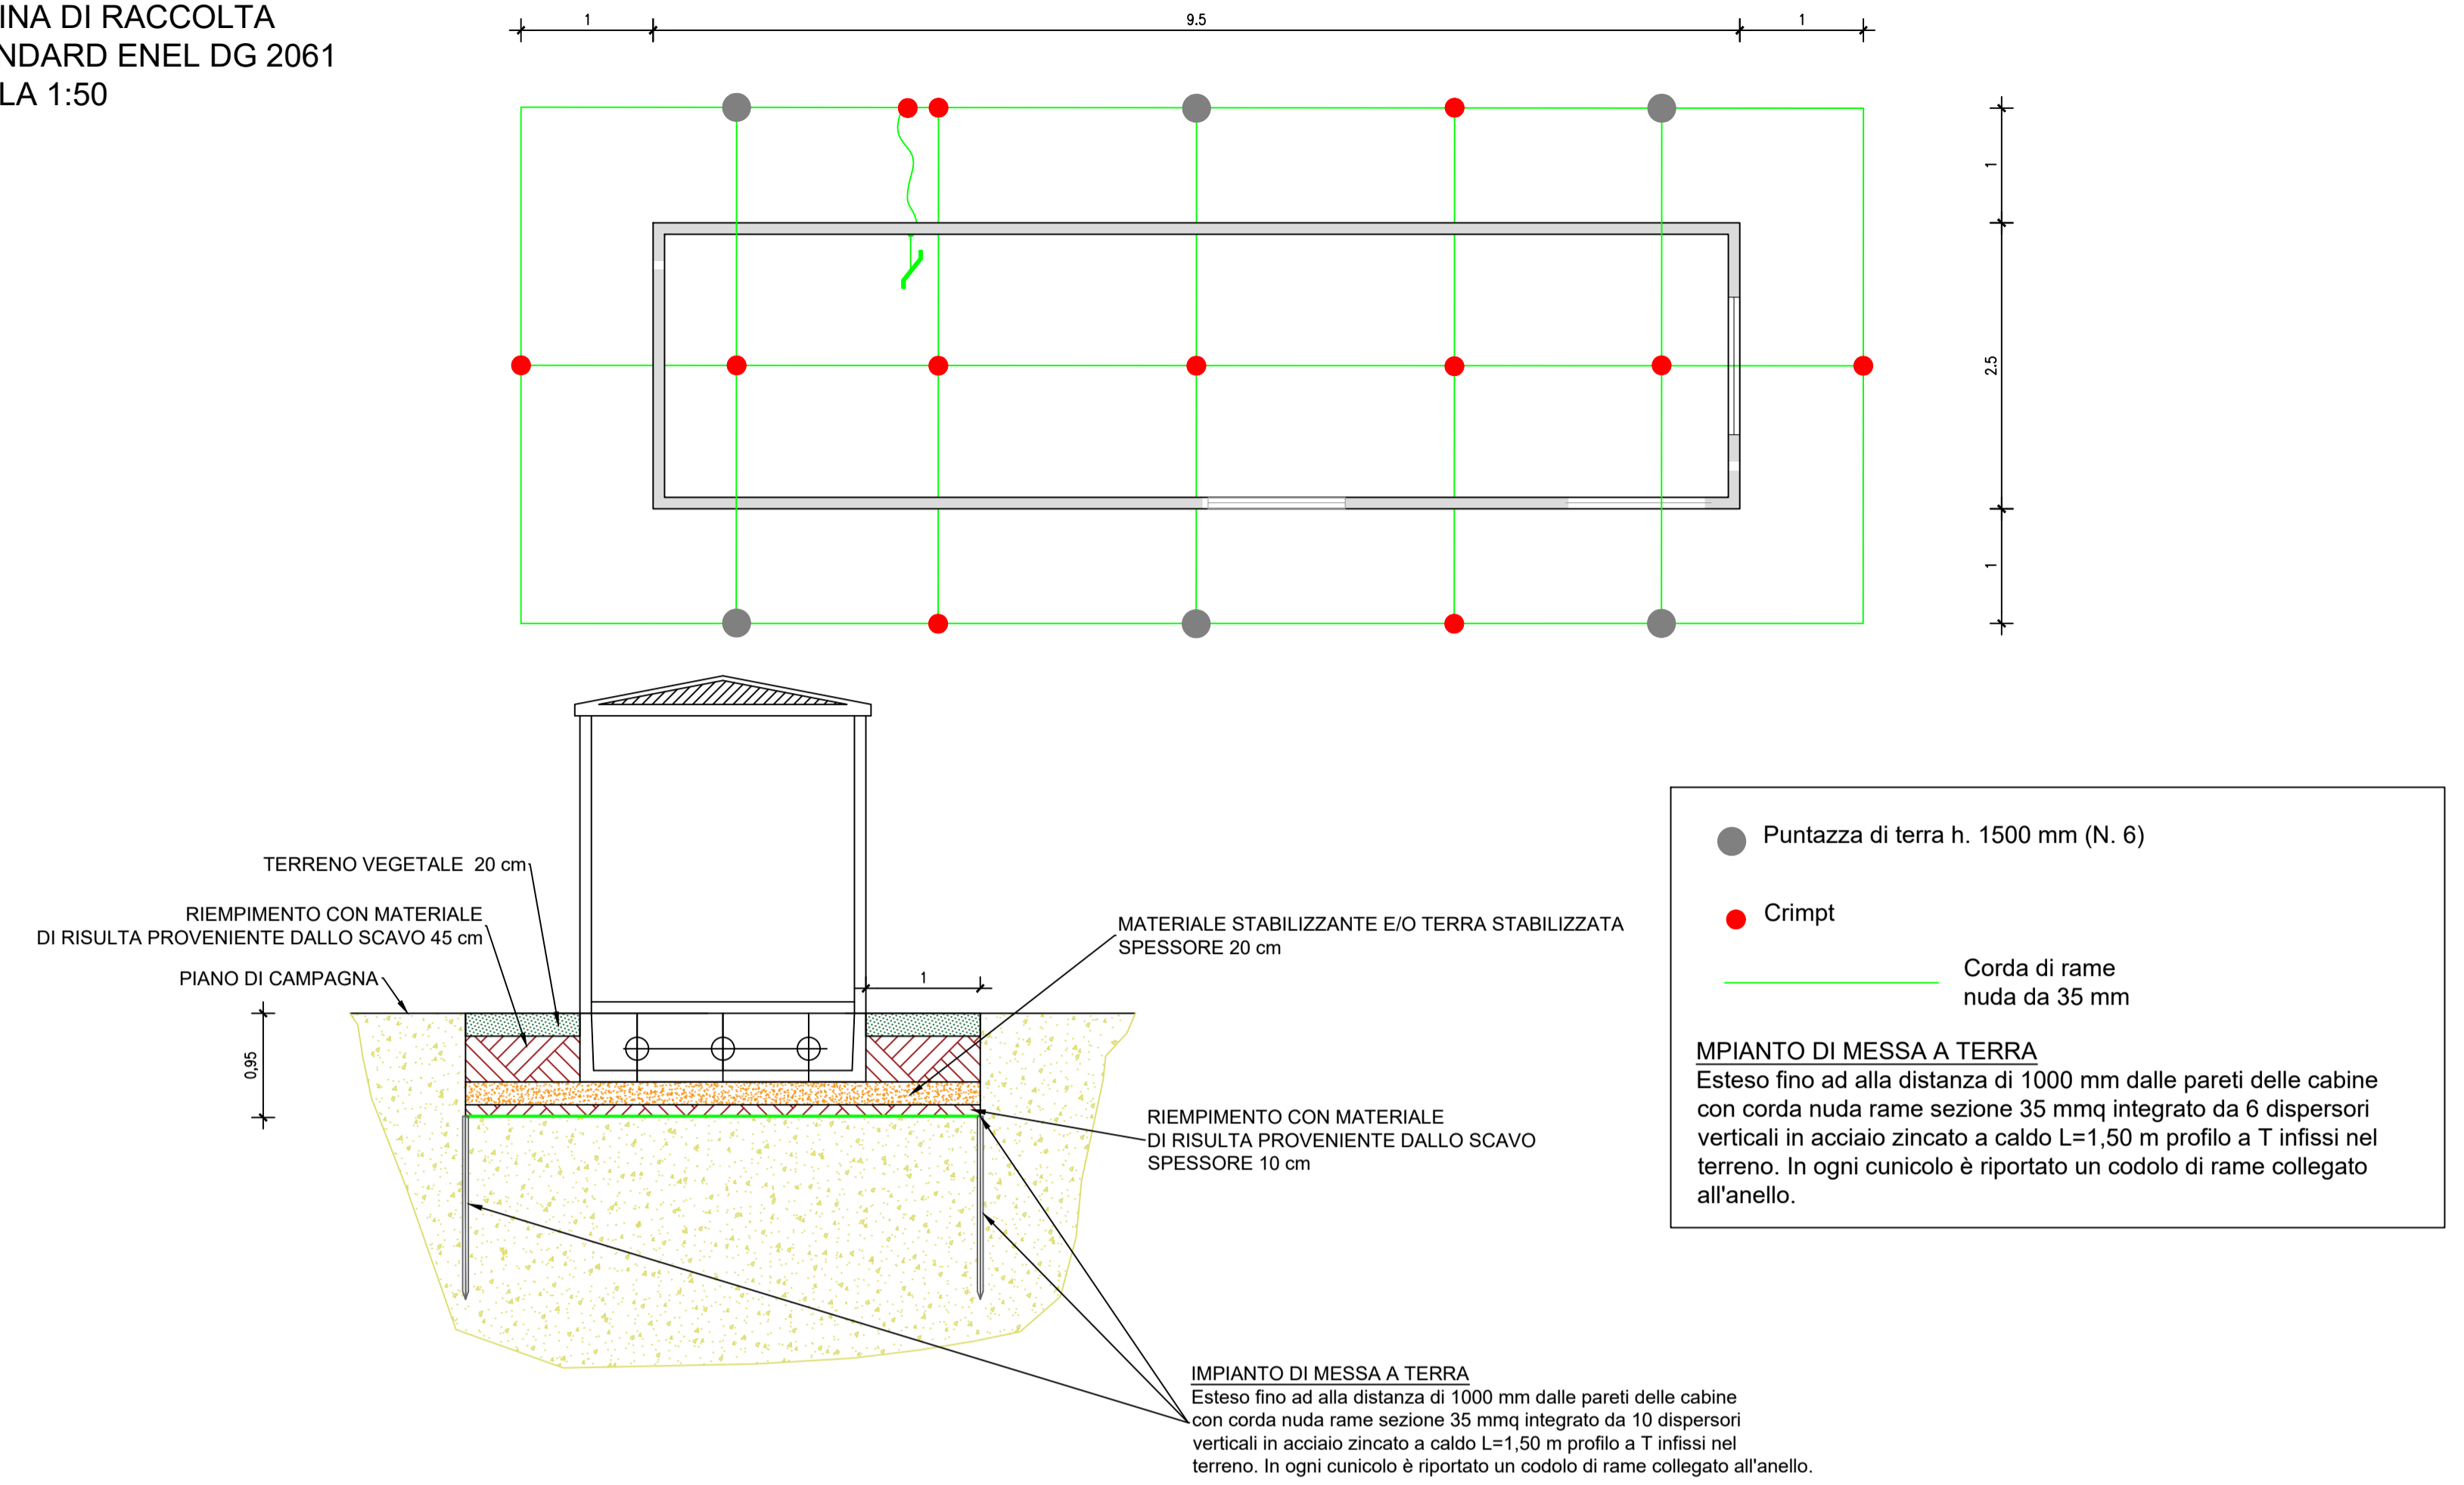 INA DI RACCOLTA
NDARD ENEL DG 2061
LA 1:50
1
9.5
1
1
2.5
1
TERRENO VEGETALE 20 cm
RIEMPIMENTO CON MATERIALE
DI RISULTA PROVENIENTE DALLO SCAVO 45 cm
PIANO DI CAMPAGNA
0,95
1
MATERIALE STABILIZZANTE E/O TERRA STABILIZZATA
SPESSORE 20 cm
RIEMPIMENTO CON MATERIALE
DI RISULTA PROVENIENTE DALLO SCAVO
SPESSORE 10 cm
IMPIANTO DI MESSA A TERRA
Esteso fino ad alla distanza di 1000 mm dalle pareti delle cabine
con corda nuda rame sezione 35 mmq integrato da 10 dispersori
verticali in acciaio zincato a caldo L=1,50 m profilo a T infissi nel
terreno. In ogni cunicolo è riportato un codolo di rame collegato all'anello.
Puntazza di terra h. 1500 mm (N. 6)
Crimpt
Corda di rame
nuda da 35 mm
MPIANTO DI MESSA A TERRA
Esteso fino ad alla distanza di 1000 mm dalle pareti delle cabine
con corda nuda rame sezione 35 mmq integrato da 6 dispersori
verticali in acciaio zincato a caldo L=1,50 m profilo a T infissi nel
terreno. In ogni cunicolo è riportato un codolo di rame collegato
all'anello.